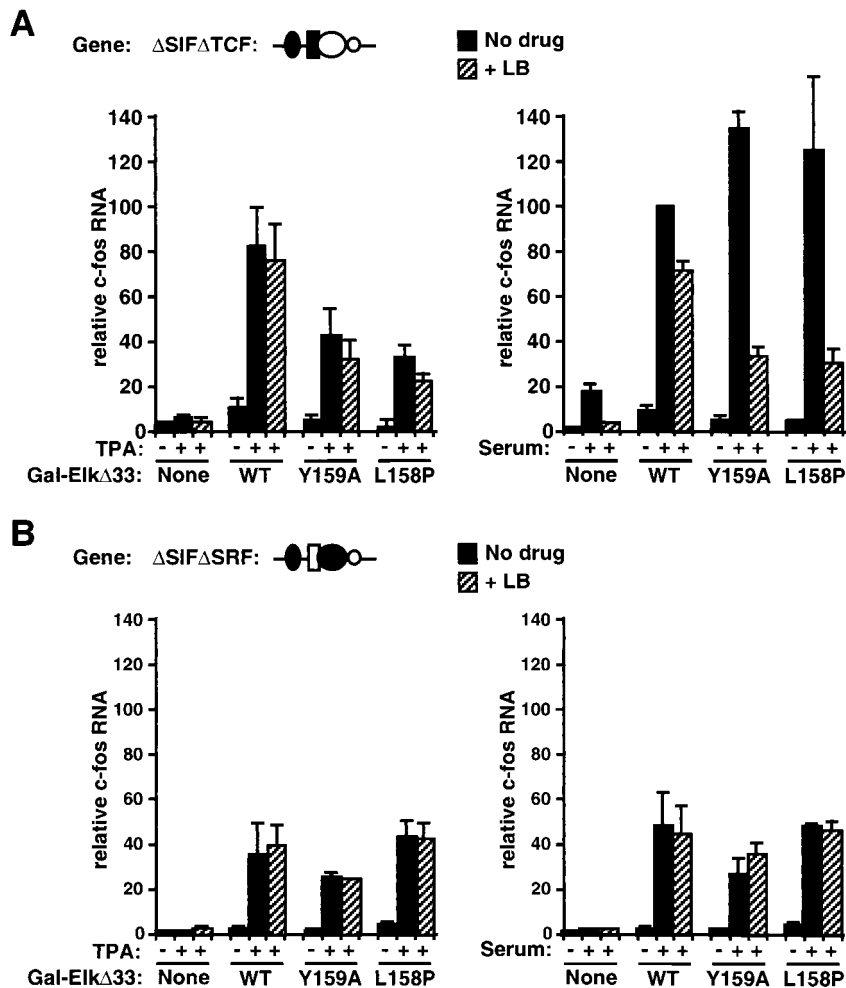 A
Gene: ΔSIFΔTCF:
No drug
+ LB
relative c-fos RNA
140
120
100
80
60
40
20
0
TPA: - + + - + + - + + - + +
Gal-ElkΔ33: None WT Y159A L158P
relative c-fos RNA
140
120
100
80
60
40
20
0
Serum: - + + - + + - + + - + +
None WT Y159A L158P
B
Gene: ΔSIFΔSRF:
No drug
+ LB
relative c-fos RNA
140
120
100
80
60
40
20
0
TPA: - + + - + + - + + - + +
Gal-ElkΔ33: None WT Y159A L158P
relative c-fos RNA
140
120
100
80
60
40
20
0
Serum: - + + - + + - + + - + +
None WT Y159A L158P